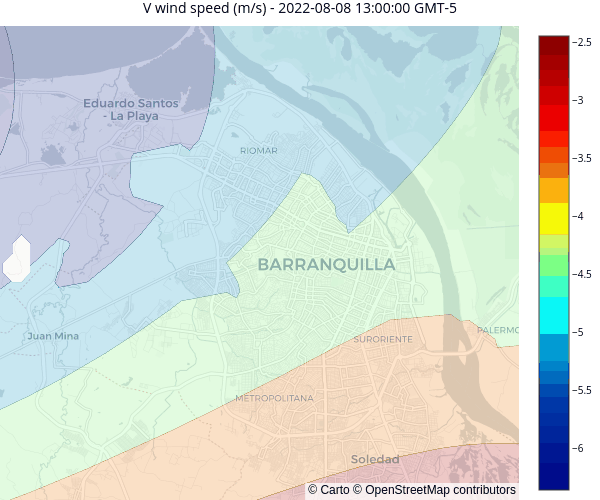 V wind speed (m/s) - 2022-08-08 13:00:00 GMT-5
−2.5
−3
−3.5
−4
−4.5
−5
−5.5
−6
Eduardo Santos
- La Playa
RIOMAR
BARRANQUILLA
Juan Mina
SURORIENTE
PALERMO
METROPOLITANA
Soledad
© Carto © OpenStreetMap contributors